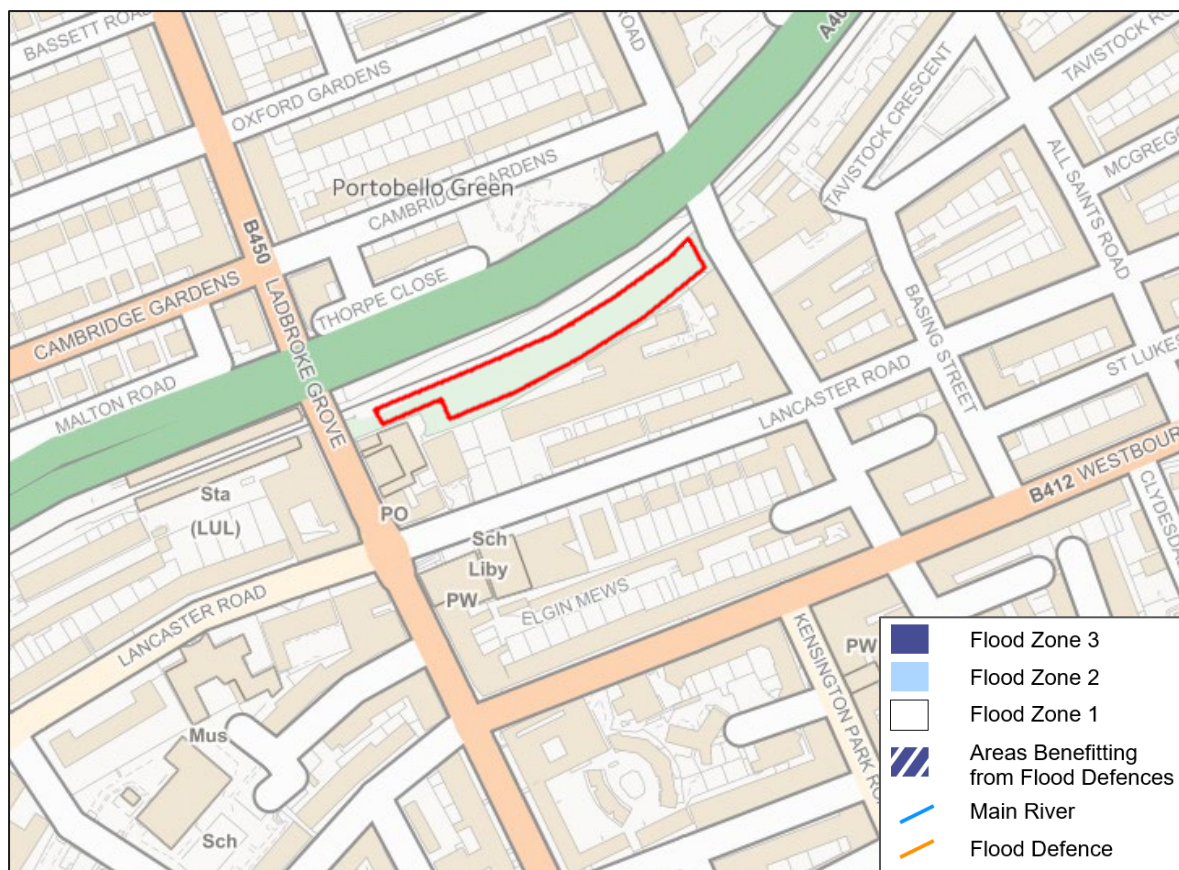 BASSETT ROAD
OXFORD GARDENS
ROAD
A40
TAVISTOCK CRESCENT
TAVISTOCK RO
MCGREGO
ALL SAINTS ROAD
Portobello Green
CAMBRIDGE GARDENS
B450 LADBROKE GROVE
CAMBRIDGE GARDENS
THORPE CLOSE
MALTON ROAD
BASING STREET
LANCASTER ROAD
ST LUKES
B412 WESTBOUR
CLYDESDAL
Sta
(LUL)
PO
Sch
Liby
PW
ELGIN MEWS
LANCASTER ROAD
KENSINGTON PARK RO
PW
Mus
Sch
Flood Zone 3
Flood Zone 2
Flood Zone 1
Areas Benefitting
from Flood Defences
Main River
Flood Defence